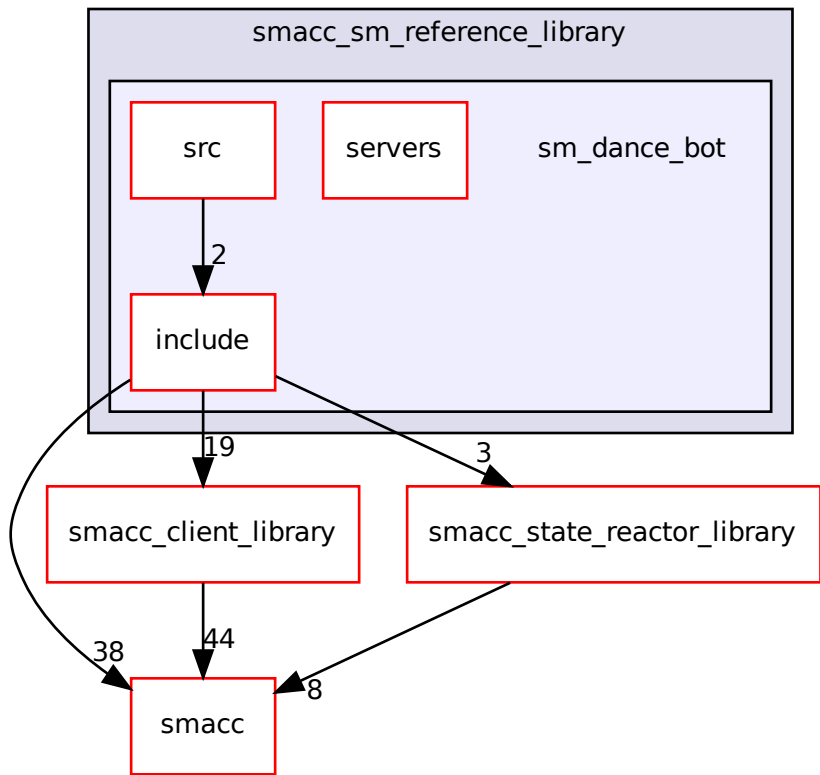 smacc_sm_reference_library
src
servers
sm_dance_bot
2
include
19
3
smacc_client_library
smacc_state_reactor_library
38
44
8
smacc